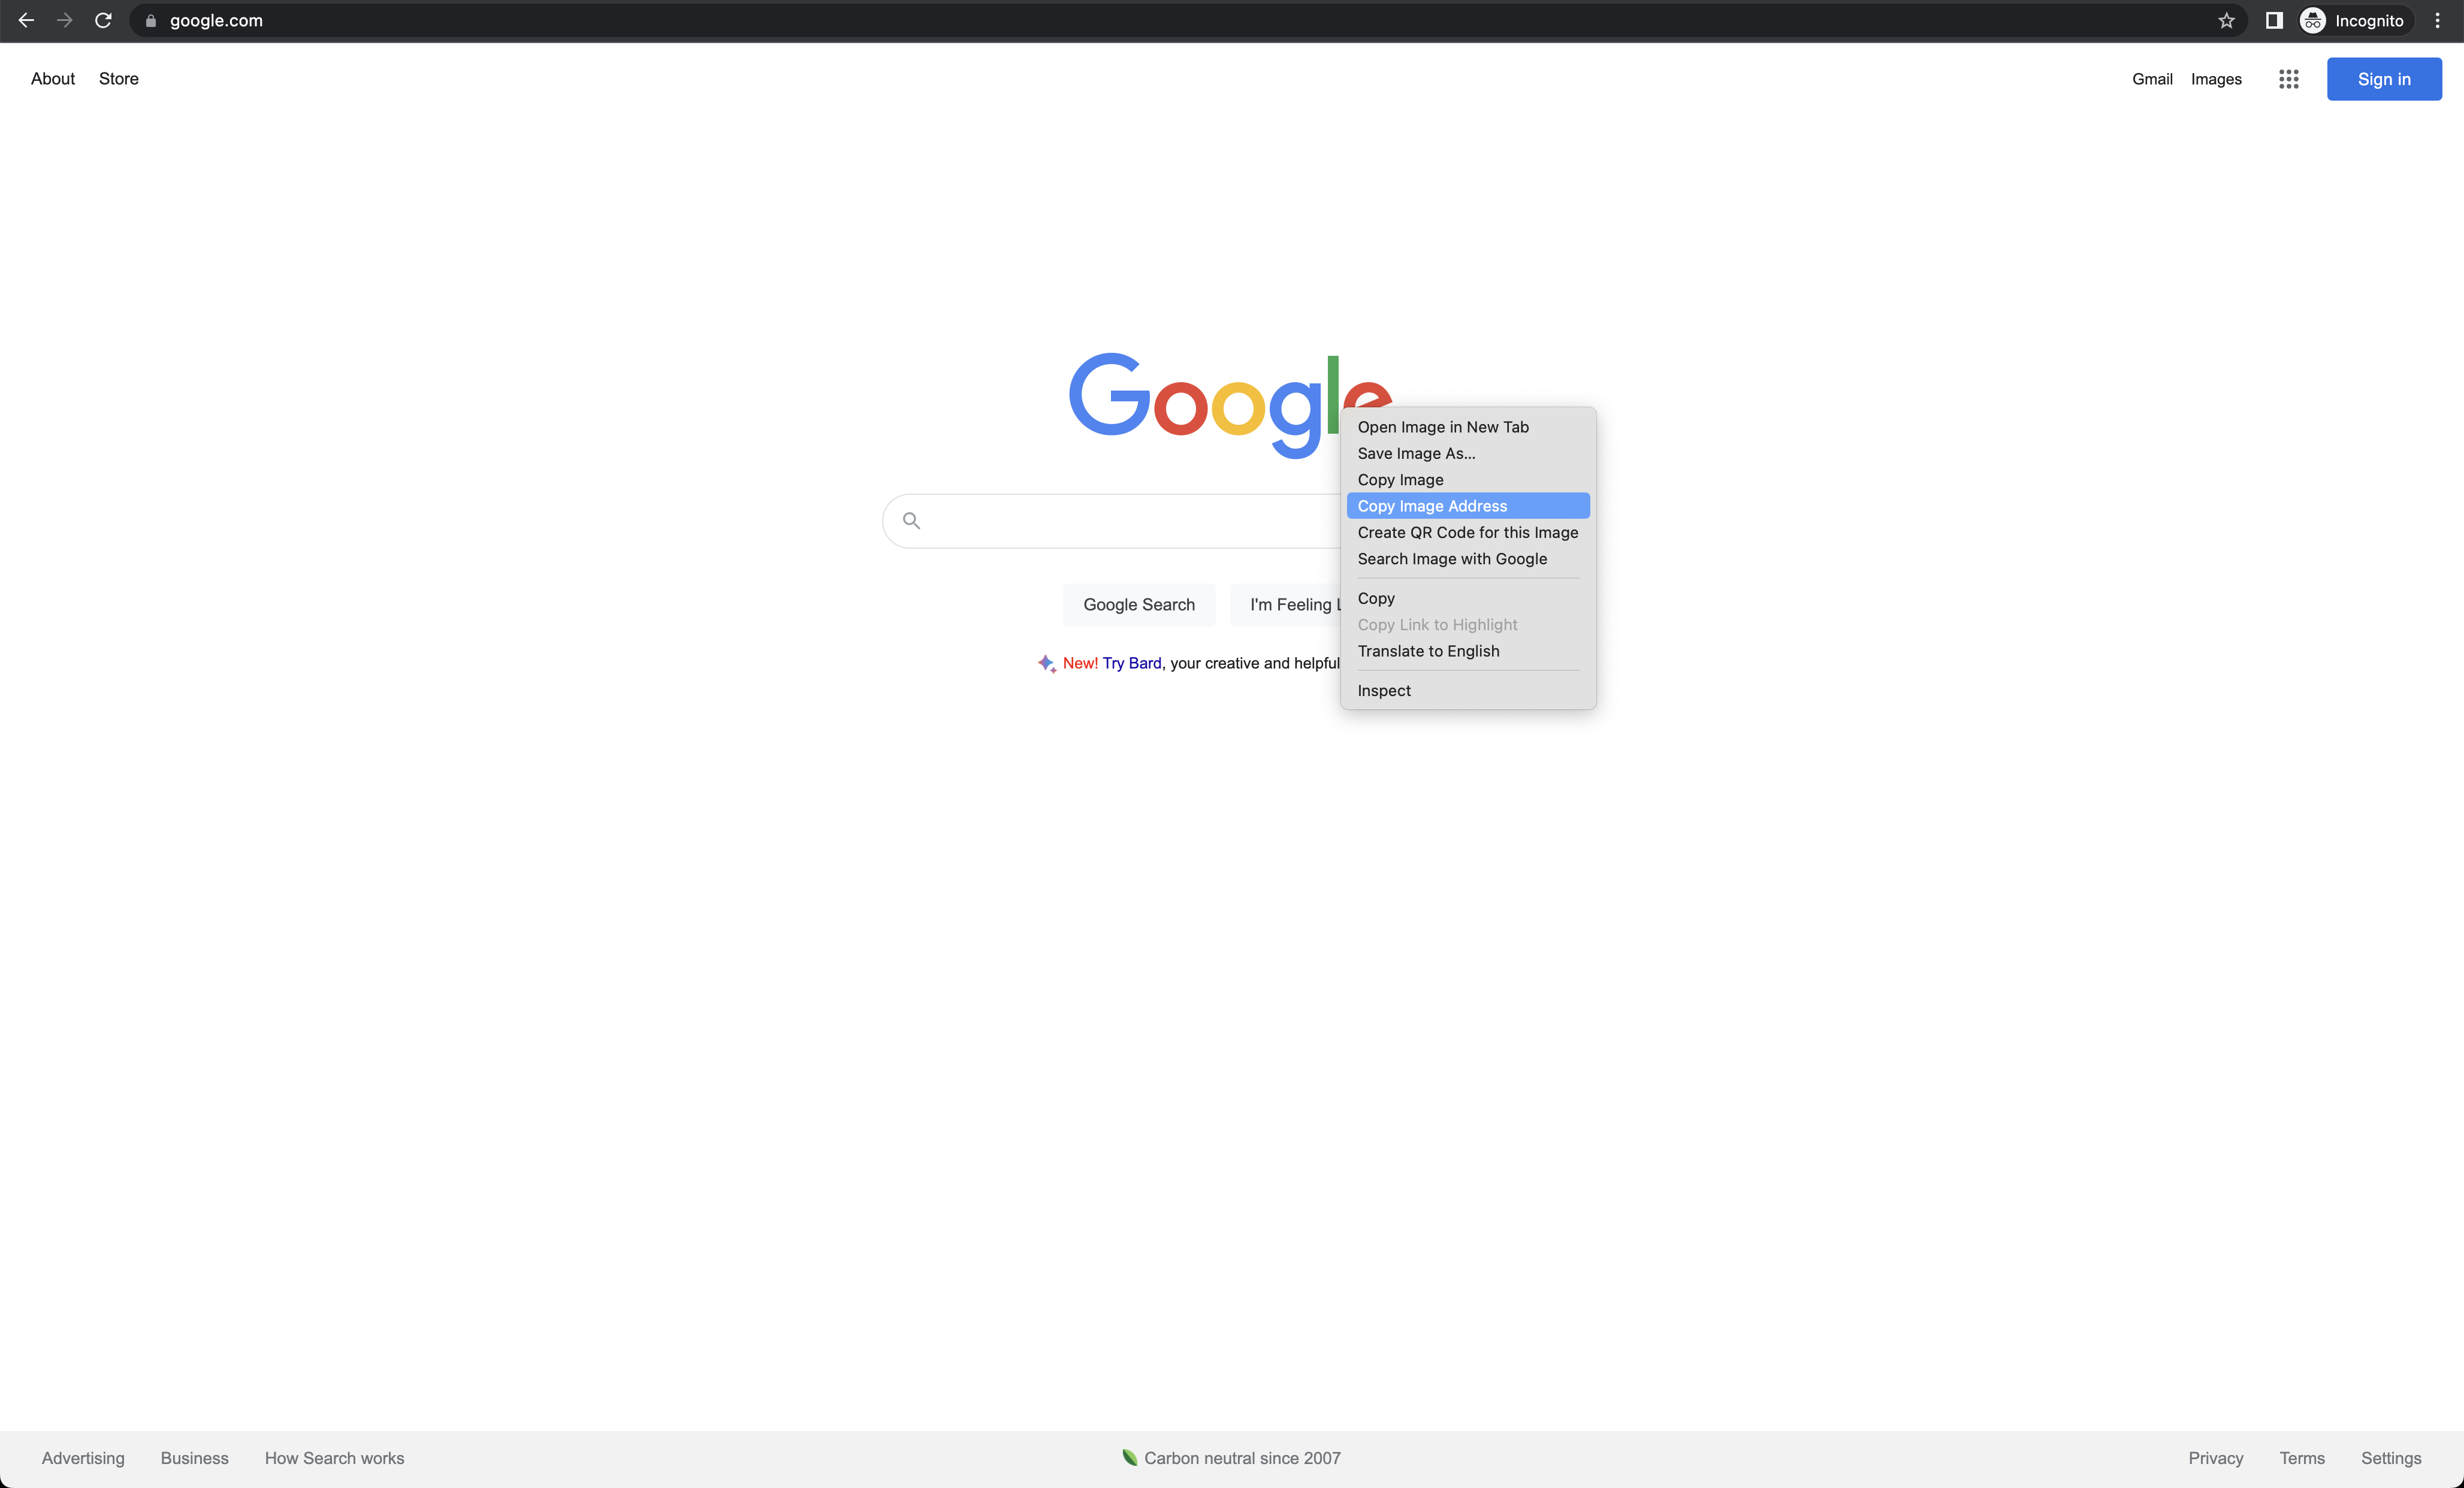 google.com
Incognito
About Store
Gmail Images
Sign in
Google
Google Search
I'm Feeling
New! Try Bard, your creative and helpful
Open Image in New Tab
Save Image As...
Copy Image
Copy Image Address
Create QR Code for this Image
Search Image with Google
Copy
Copy Link to Highlight
Translate to English
Inspect
Advertising Business How Search works
Carbon neutral since 2007
Privacy Terms Settings